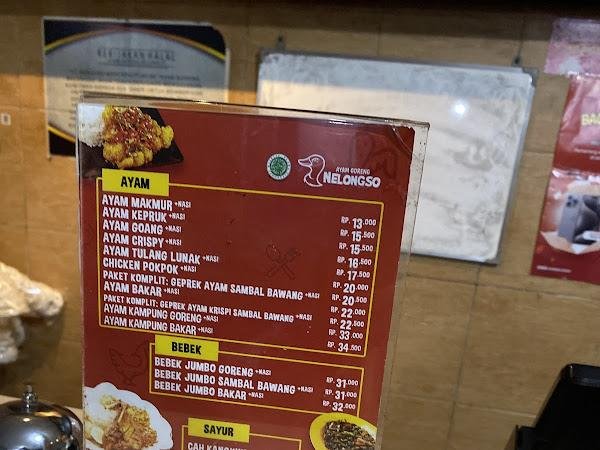 KEBIJAKAN HALAL
AYAM GORENG
NELONGSO
AYAM
AYAM MAKMUR +NASI RP. 13.000
AYAM KEPRUK +NASI RP. 15.500
AYAM GOANG +NASI RP. 15.500
AYAM CRISPY +NASI RP. 16.500
AYAM TULANG LUNAK +NASI RP. 17.500
CHICKEN POKPOK +NASI RP. 20.000
PAKET KOMPLIT: GEPREK AYAM SAMBAL BAWANG +NASI RP. 20.500
AYAM BAKAR +NASI RP. 22.000
PAKET KOMPLIT: GEPREK AYAM KRISPI SAMBAL BAWANG +NASI RP. 22.500
AYAM KAMPUNG GORENG +NASI RP. 33.000
AYAM KAMPUNG BAKAR +NASI RP. 34.500
BEBEK
BEBEK JUMBO GORENG +NASI RP. 31.000
BEBEK JUMBO SAMBAL BAWANG +NASI RP. 31.000
BEBEK JUMBO BAKAR +NASI RP. 32.000
SAYUR